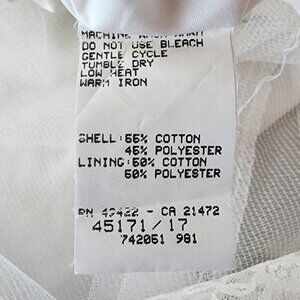 MACHINE WASH WARM
DO NOT USE BLEACH
GENTLE CYCLE
TUMBLE DRY
LOW HEAT
WARM IRON
SHELL:55% COTTON
45% POLYESTER
LINING:50% COTTON
50% POLYESTER
RN 49422 - CA 21472
45171/17
742051 981